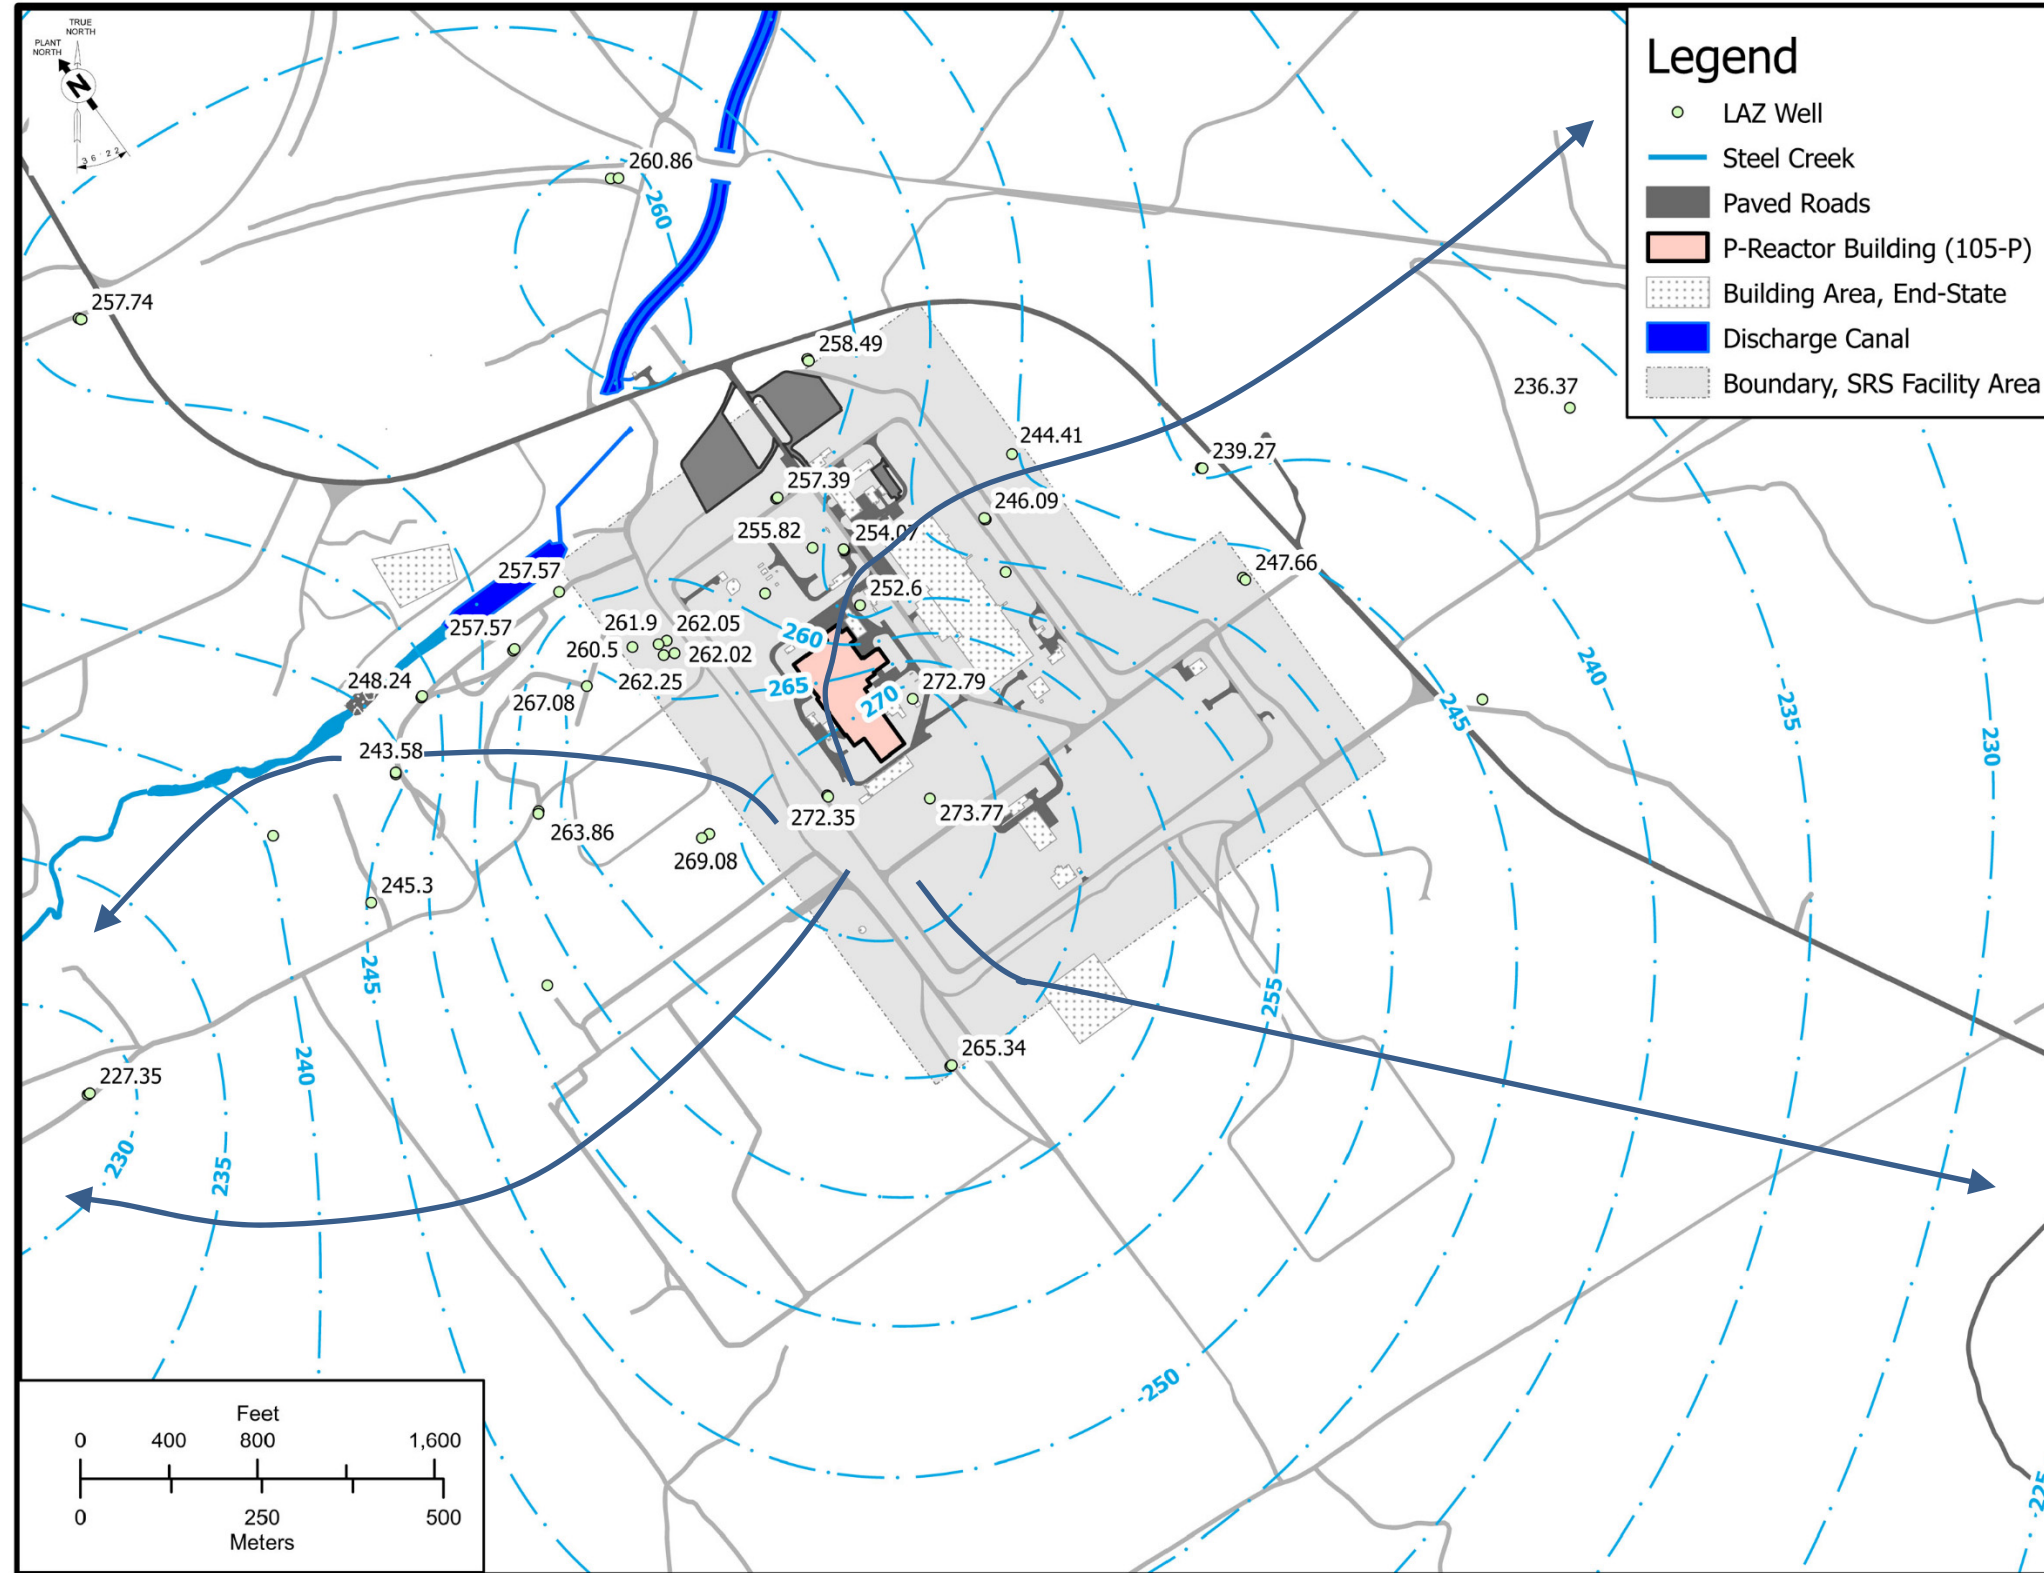 TRUE
NORTH
PLANT
NORTH
N
36.22
Legend
LAZ Well
Steel Creek
Paved Roads
P-Reactor Building (105-P)
Building Area, End-State
Discharge Canal
Boundary, SRS Facility Area
260.86
260
257.74
258.49
236.37
244.41
239.27
257.39
246.09
255.82
254.07
247.66
257.57
252.6
257.57
261.9
262.05
260
260.5
262.02
240
248.24
262.25
265
270
272.79
267.08
245
235
230
243.58
272.35
273.77
263.86
269.08
245.3
245
255
265.34
240
227.35
230
235
250
225
Feet
0 400 800 1,600
0 250 500
Meters